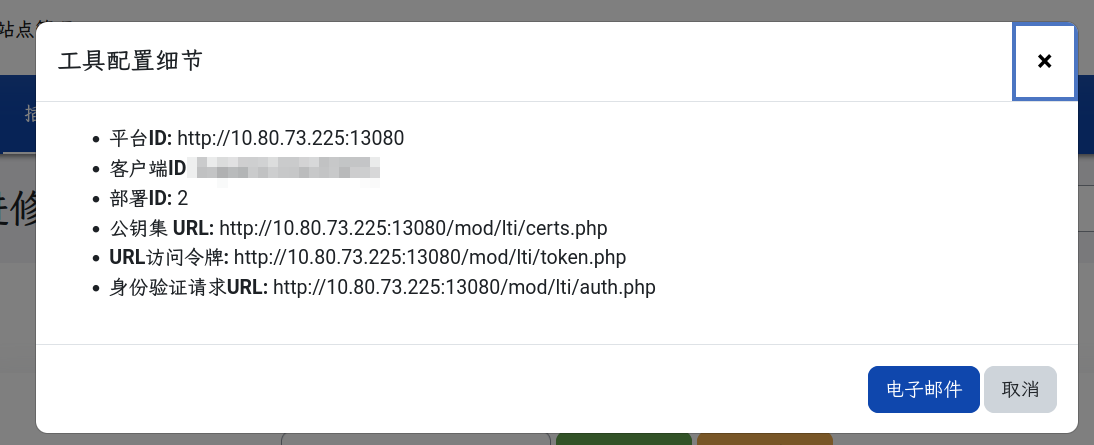 站点管理
工具配置细节
×
平台ID: http://10.80.73.225:13080
客户端ID
部署ID: 2
公钥集 URL: http://10.80.73.225:13080/mod/lti/certs.php
URL访问令牌: http://10.80.73.225:13080/mod/lti/token.php
身份验证请求URL: http://10.80.73.225:13080/mod/lti/auth.php
电子邮件 取消